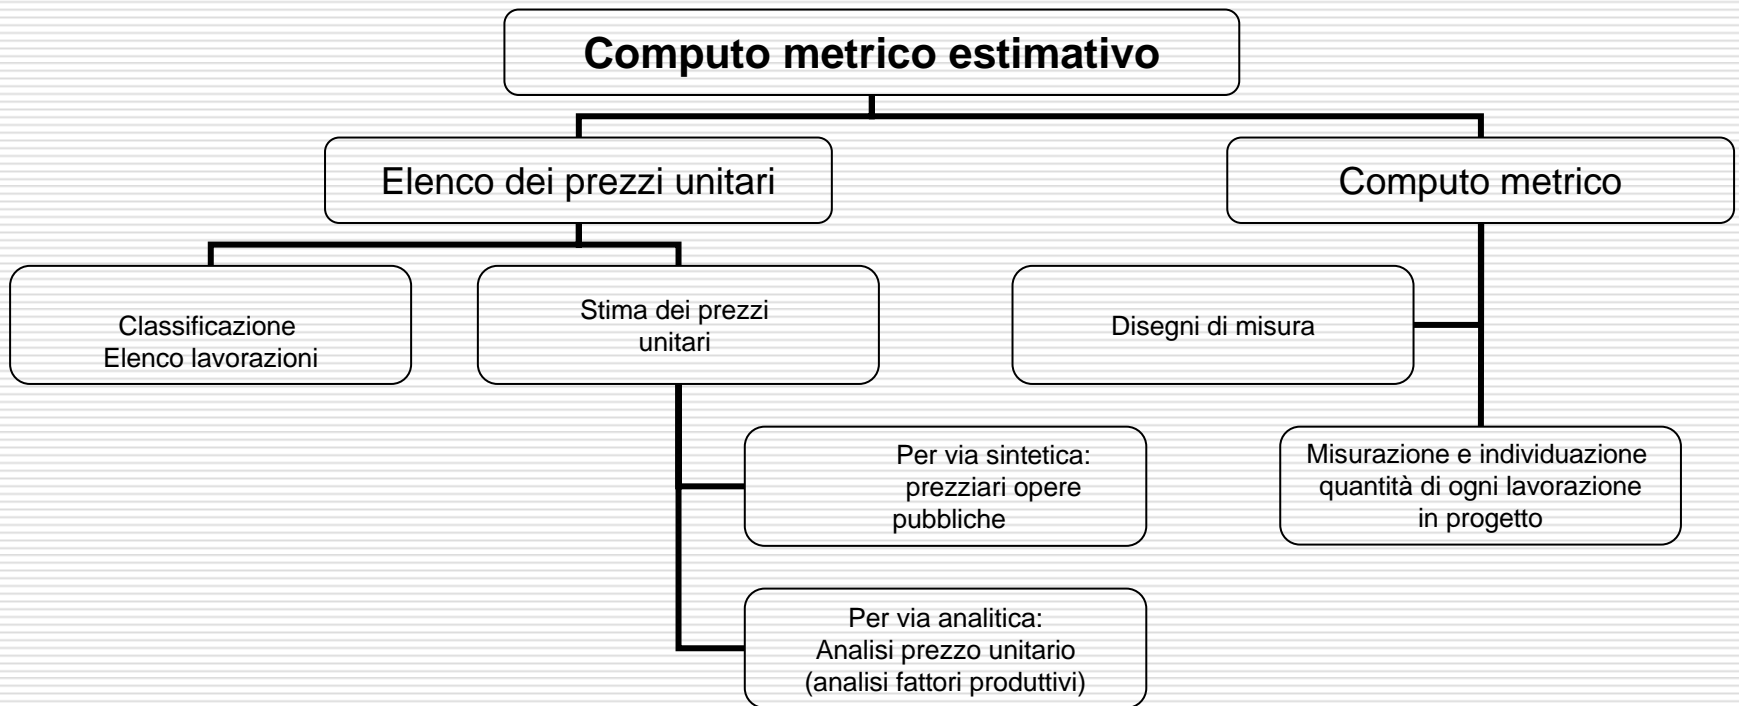 Computo metrico estimativo
Elenco dei prezzi unitari
Computo metrico
Classificazione
Elenco lavorazioni
Stima dei prezzi
unitari
Disegni di misura
Per via sintetica:
prezziari opere
pubbliche
Misurazione e individuazione
quantità di ogni lavorazione
in progetto
Per via analitica:
Analisi prezzo unitario
(analisi fattori produttivi)